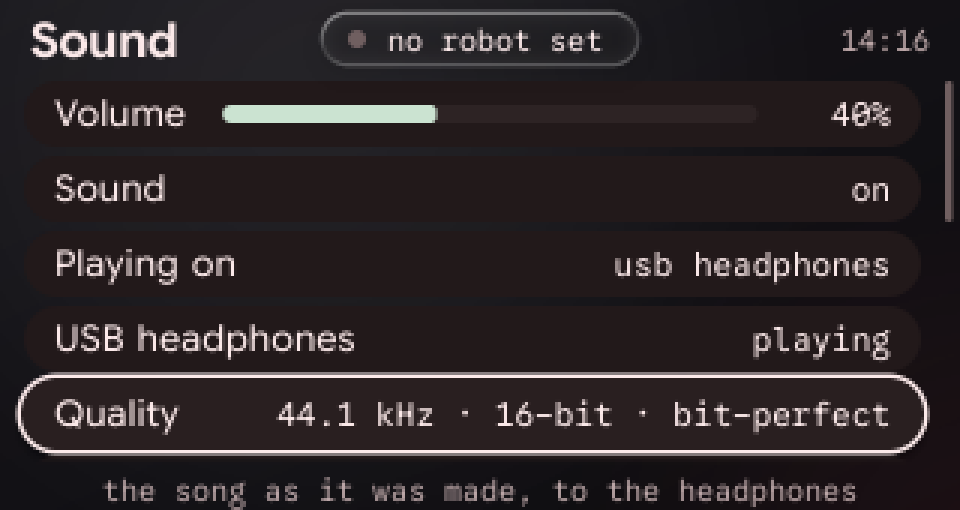 Sound
no robot set
14:16
Volume 40%
Sound on
Playing on usb headphones
USB headphones playing
Quality 44.1 kHz · 16-bit · bit-perfect
the song as it was made, to the headphones